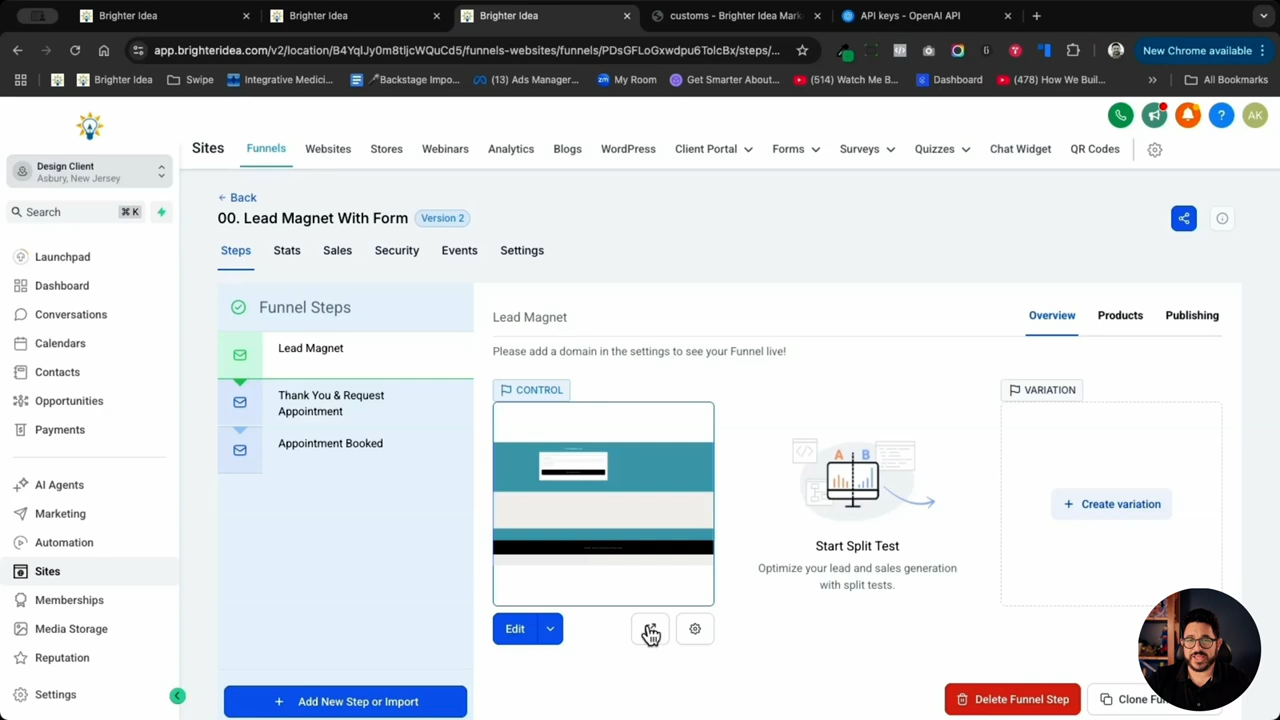 Brighter Idea
Brighter Idea
Brighter Idea
customs - Brighter Idea Mark
API keys - OpenAI API
app.brighteridea.com/v2/location/B4YqIJy0m8tIjcWQuCd5/funnels-websites/funnels/PDsGFLoGxwdpu6TolcBx/steps/...
New Chrome available
Brighter Idea
Swipe
Integrative Medici...
🎤Backstage Impo...
(13) Ads Manager...
My Room
Get Smarter About...
(514) Watch Me B...
Dashboard
(478) How We Buil...
All Bookmarks
AK
Sites
Funnels
Websites
Stores
Webinars
Analytics
Blogs
WordPress
Client Portal
Forms
Surveys
Quizzes
Chat Widget
QR Codes
Design Client
Asbury, New Jersey
Search
⌘ K
Launchpad
Dashboard
Conversations
Calendars
Contacts
Opportunities
Payments
AI Agents
Marketing
Automation
Sites
Memberships
Media Storage
Reputation
Settings
← Back
00. Lead Magnet With Form
Version 2
Steps
Stats
Sales
Security
Events
Settings
Funnel Steps
Lead Magnet
Thank You & Request
Appointment
Appointment Booked
+ Add New Step or Import
Lead Magnet
Overview
Products
Publishing
Please add a domain in the settings to see your Funnel live!
CONTROL
Edit
A B
Start Split Test
Optimize your lead and sales generation
with split tests.
VARIATION
+ Create variation
Delete Funnel Step
Clone Fu